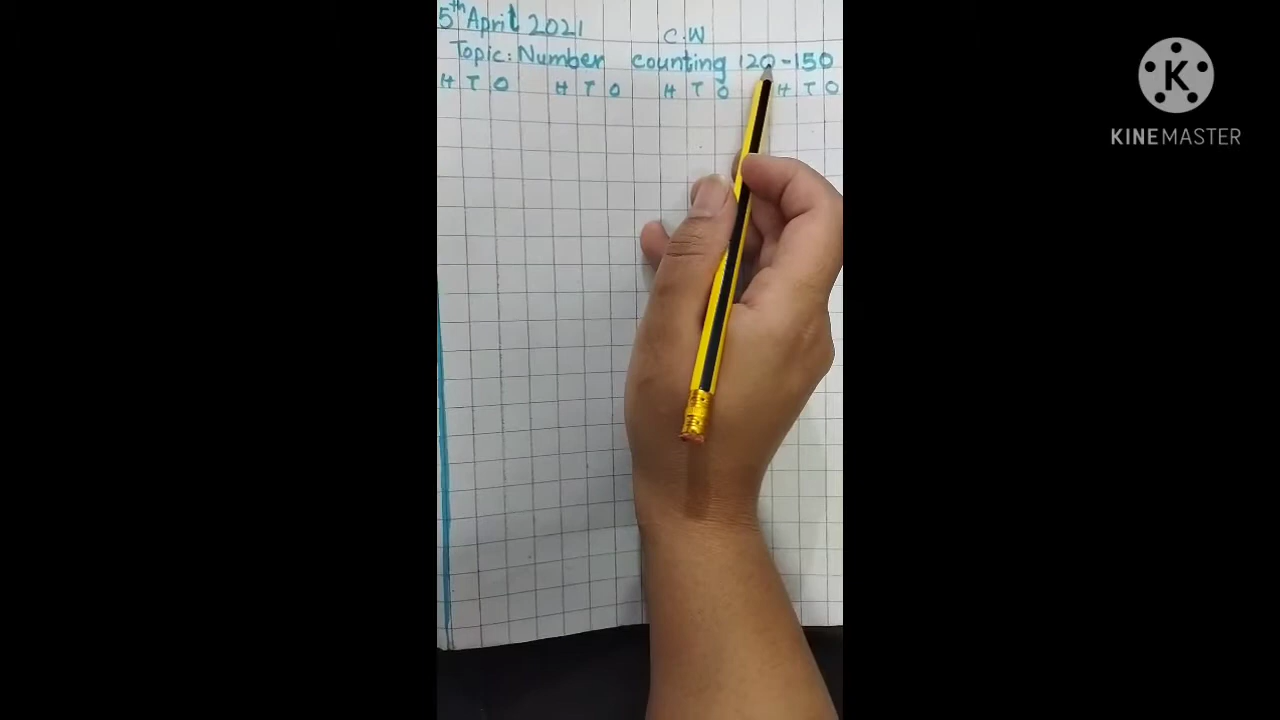 5th April 2021
C.W
Topic: Number counting 120-150
H T O H T O H T O H T O
K
KINEMASTER